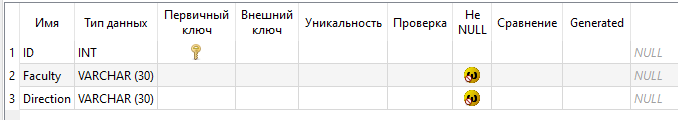 Имя Тип данных Первичный ключ Внешний ключ Уникальность Проверка Не NULL Сравнение Generated
1 ID INT NULL
2 Faculty VARCHAR (30) NULL
3 Direction VARCHAR (30) NULL